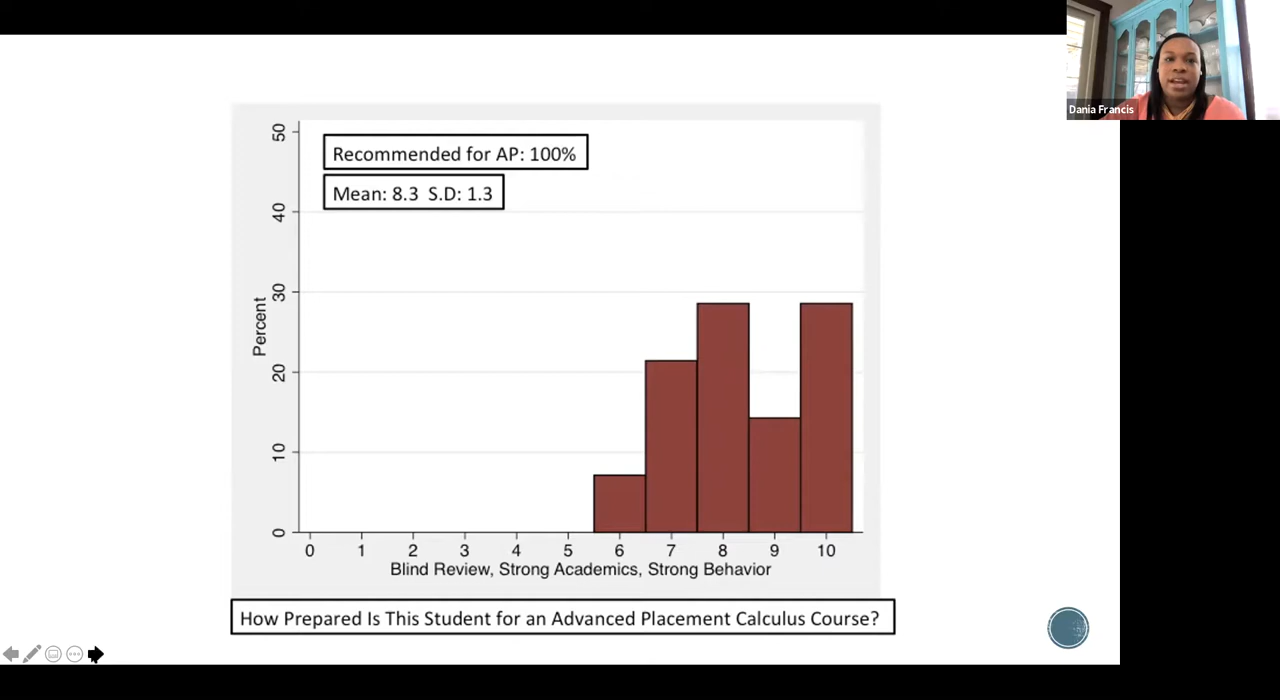 Dania Francis
Recommended for AP: 100%
Mean: 8.3 S.D: 1.3
50
40
30
20
10
0
Percent
0 1 2 3 4 5 6 7 8 9 10
Blind Review, Strong Academics, Strong Behavior
How Prepared Is This Student for an Advanced Placement Calculus Course?